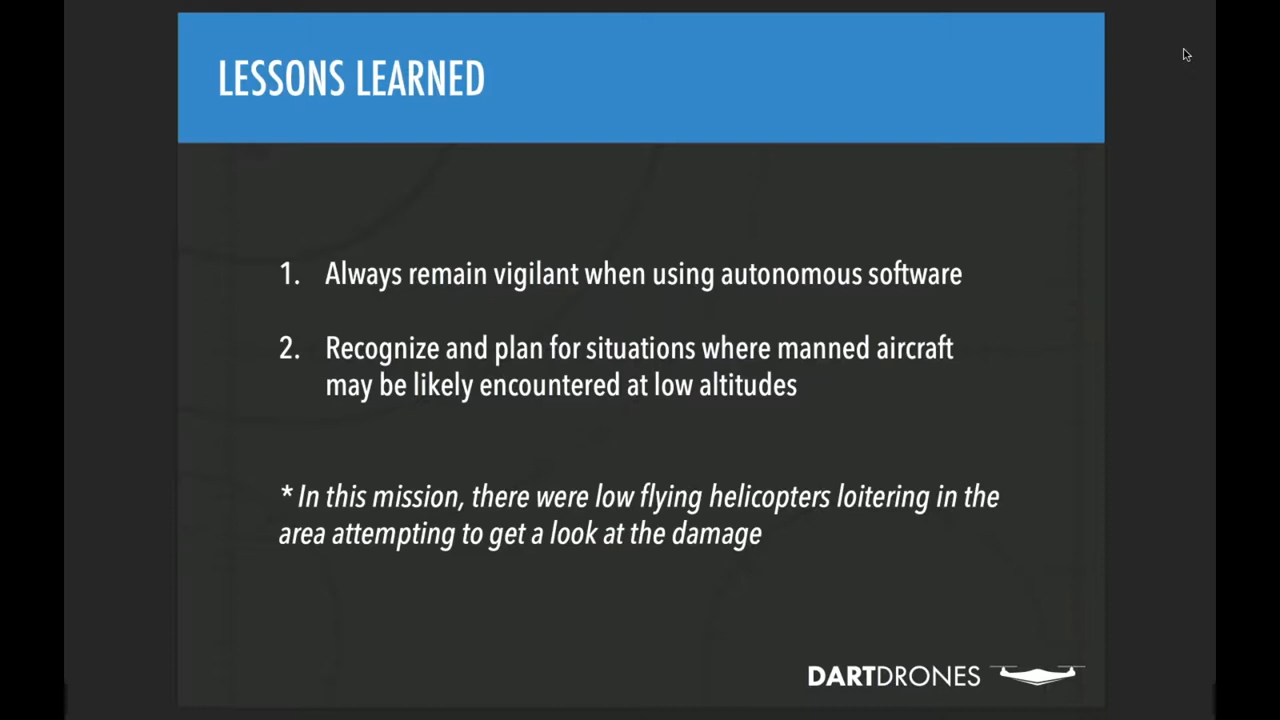 LESSONS LEARNED
1. Always remain vigilant when using autonomous software
2. Recognize and plan for situations where manned aircraft
may be likely encountered at low altitudes
* In this mission, there were low flying helicopters loitering in the
area attempting to get a look at the damage
DARTDRONES